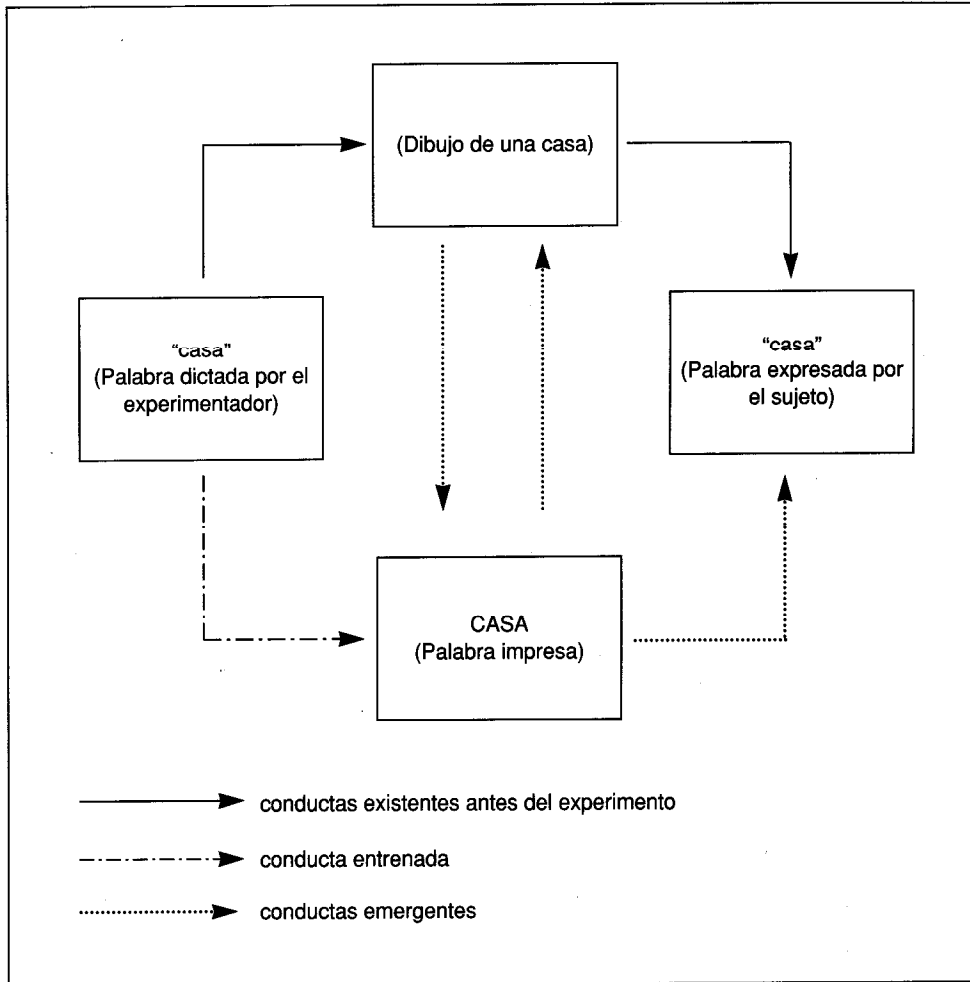 (Dibujo de una casa)
“casa”
(Palabra dictada por el
experimentador)
“casa”
(Palabra expresada por
el sujeto)
CASA
(Palabra impresa)
conductas existentes antes del experimento
conducta entrenada
conductas emergentes